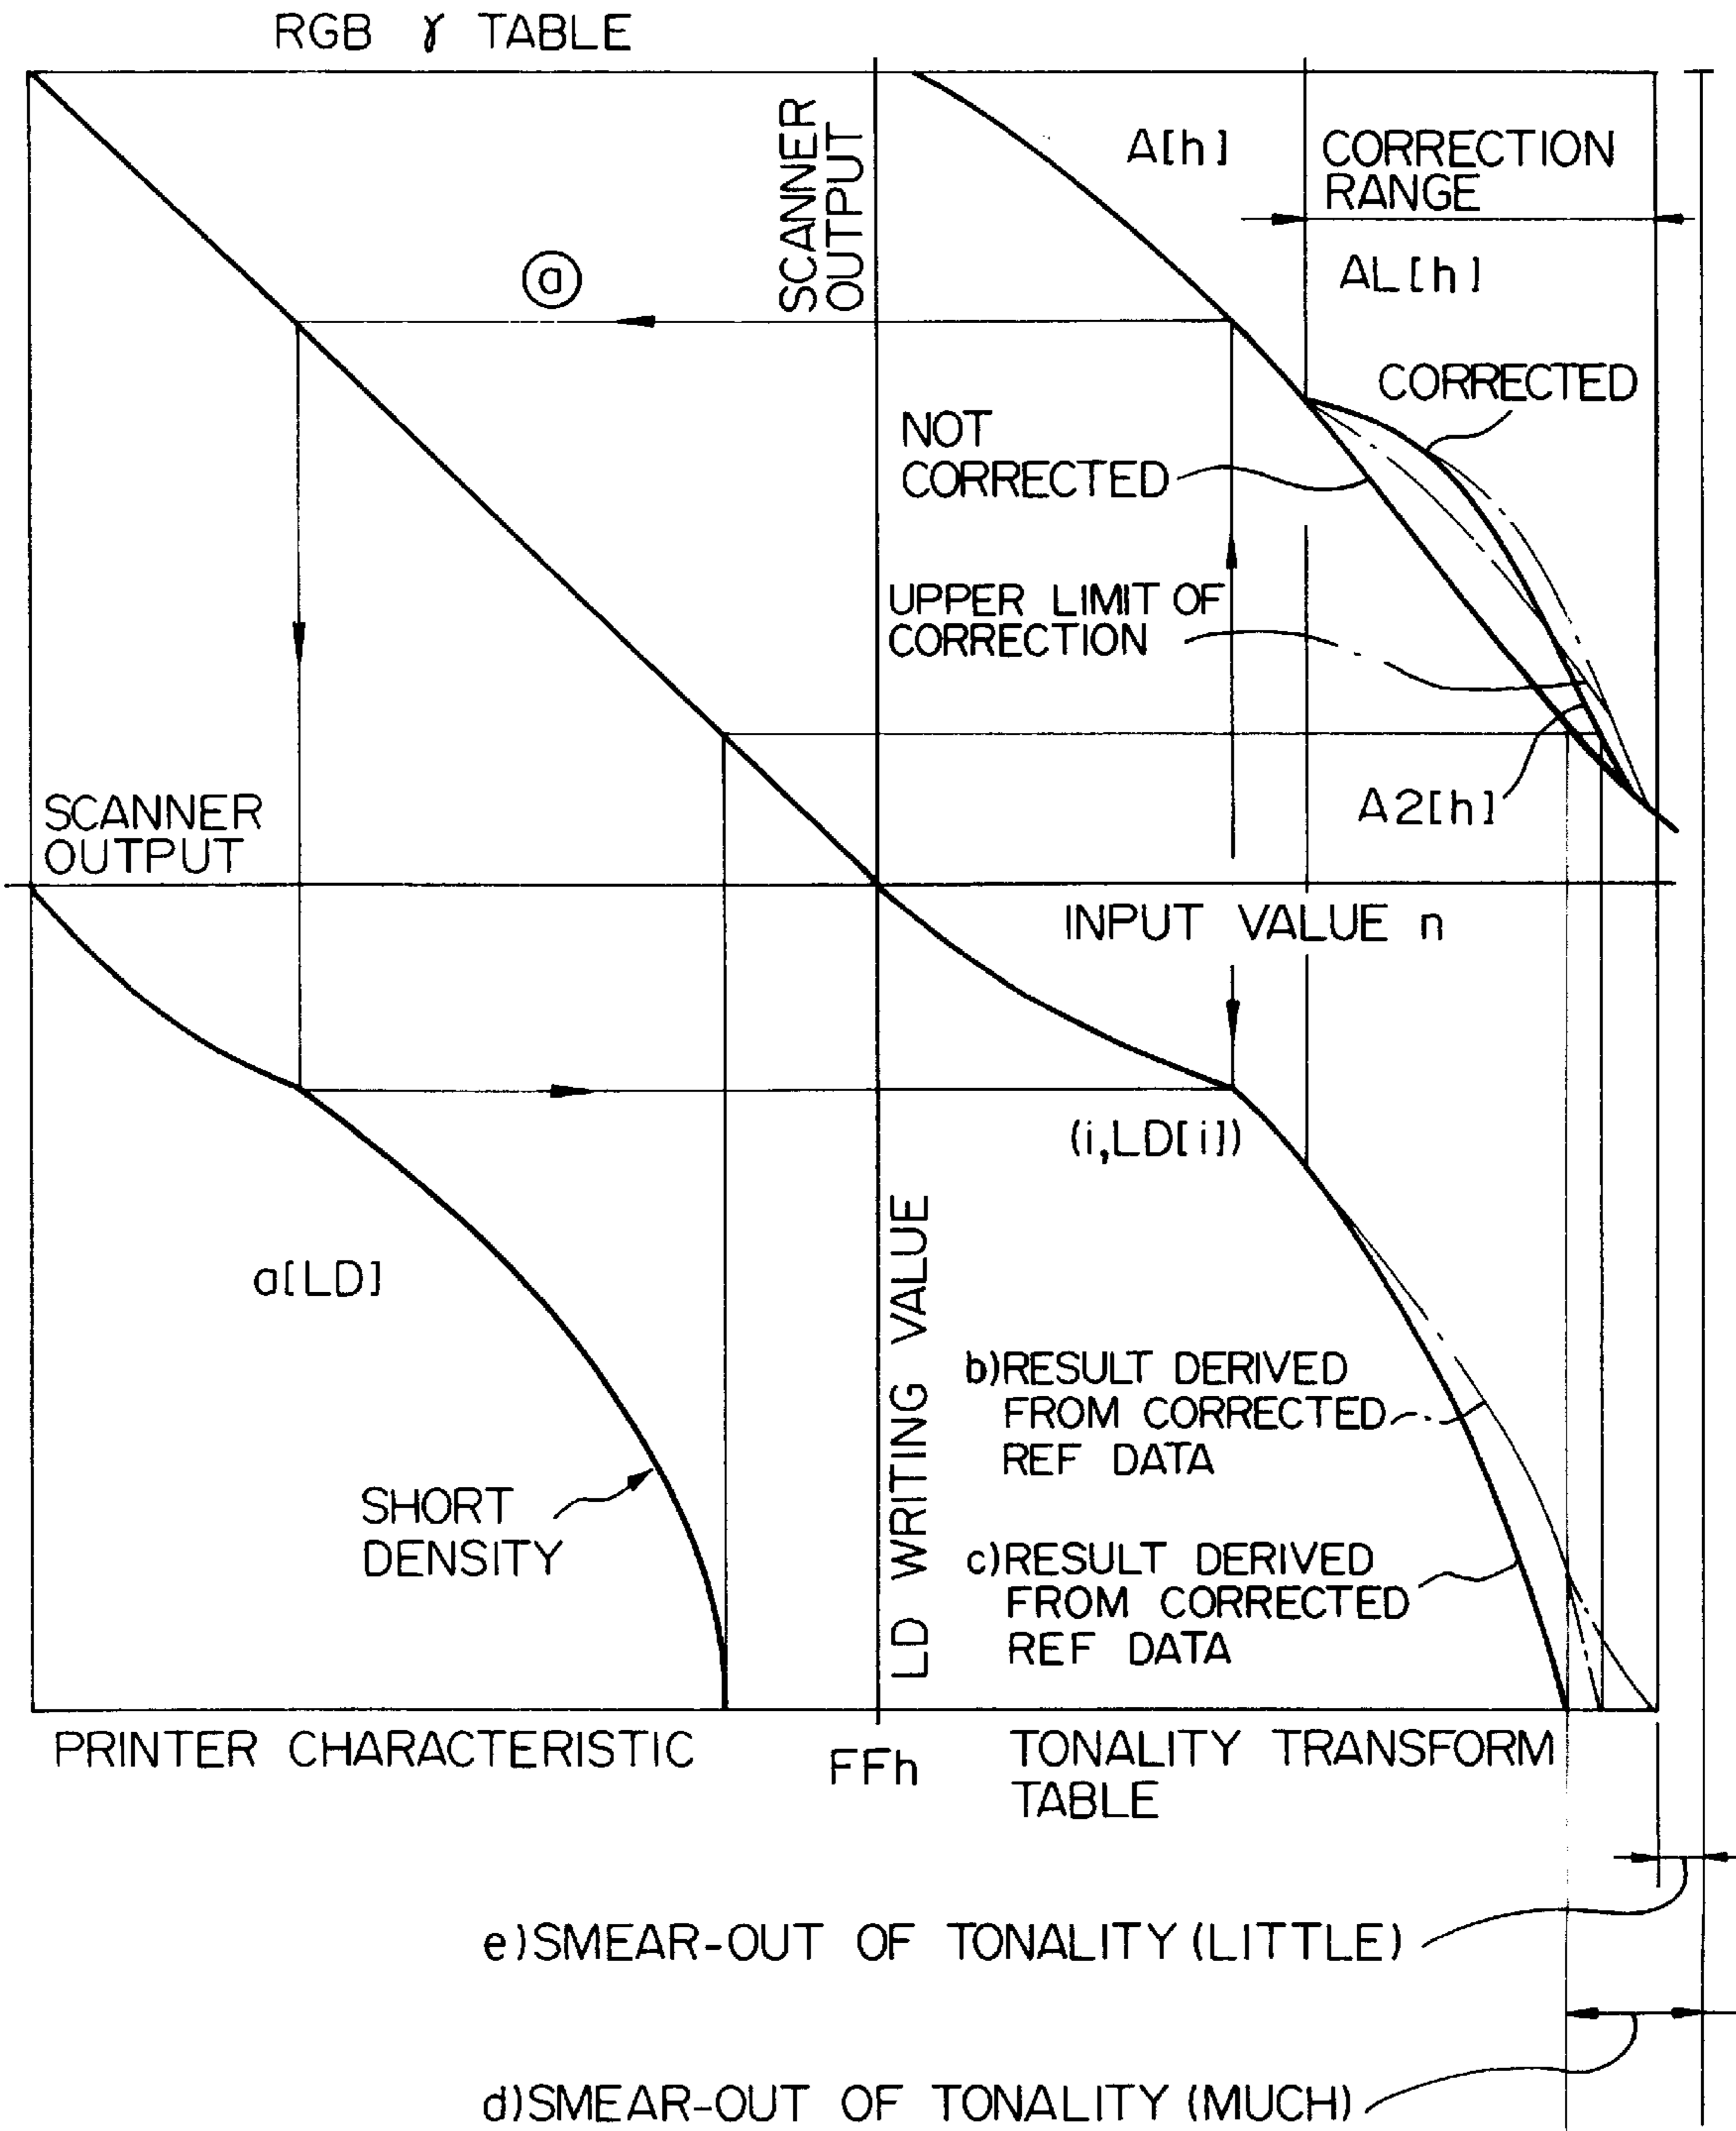 RGB γ TABLE
SCANNER
OUTPUT
A[h]
CORRECTION
RANGE
ⓐ
AL[h]
CORRECTED
NOT
CORRECTED
UPPER LIMIT OF
CORRECTION
A2[h]
SCANNER
OUTPUT
INPUT VALUE n
(i,LD[i])
a[LD]
LD WRITING VALUE
b)RESULT DERIVED
FROM CORRECTED
REF DATA
SHORT
DENSITY
c)RESULT DERIVED
FROM CORRECTED
REF DATA
PRINTER CHARACTERISTIC
FFh
TONALITY TRANSFORM
TABLE
e)SMEAR-OUT OF TONALITY (LITTLE)
d)SMEAR-OUT OF TONALITY (MUCH)